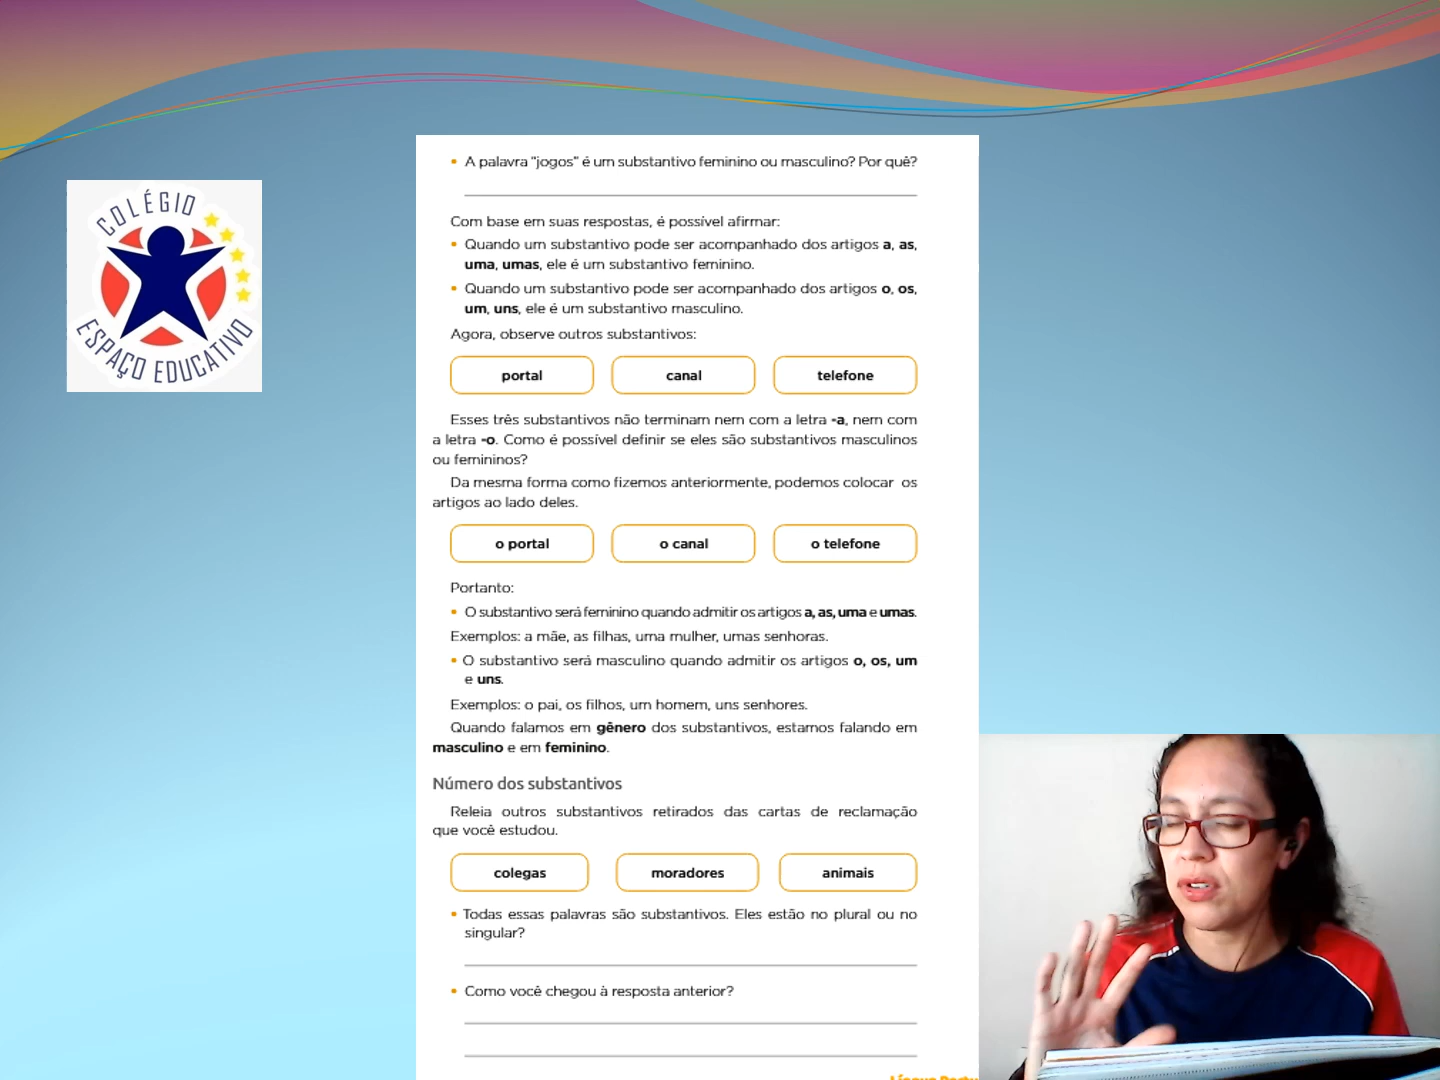 COLÉGIO
ESPAÇO EDUCATIVO
• A palavra "jogos" é um substantivo feminino ou masculino? Por quê?
Com base em suas respostas, é possível afirmar:
• Quando um substantivo pode ser acompanhado dos artigos a, as,
uma, umas, ele é um substantivo feminino.
• Quando um substantivo pode ser acompanhado dos artigos o, os,
um, uns, ele é um substantivo masculino.
Agora, observe outros substantivos:
portal canal telefone
Esses três substantivos não terminam nem com a letra -a, nem com
a letra -o. Como é possível definir se eles são substantivos masculinos
ou femininos?
Da mesma forma como fizemos anteriormente, podemos colocar os
artigos ao lado deles.
o portal o canal o telefone
Portanto:
• O substantivo será feminino quando admitir os artigos a, as, uma e umas.
Exemplos: a mãe, as filhas, uma mulher, umas senhoras.
• O substantivo será masculino quando admitir os artigos o, os, um
e uns.
Exemplos: o pai, os filhos, um homem, uns senhores.
Quando falamos em gênero dos substantivos, estamos falando em
masculino e em feminino.
Número dos substantivos
Releia outros substantivos retirados das cartas de reclamação
que você estudou.
colegas moradores animais
• Todas essas palavras são substantivos. Eles estão no plural ou no
singular?
• Como você chegou à resposta anterior?